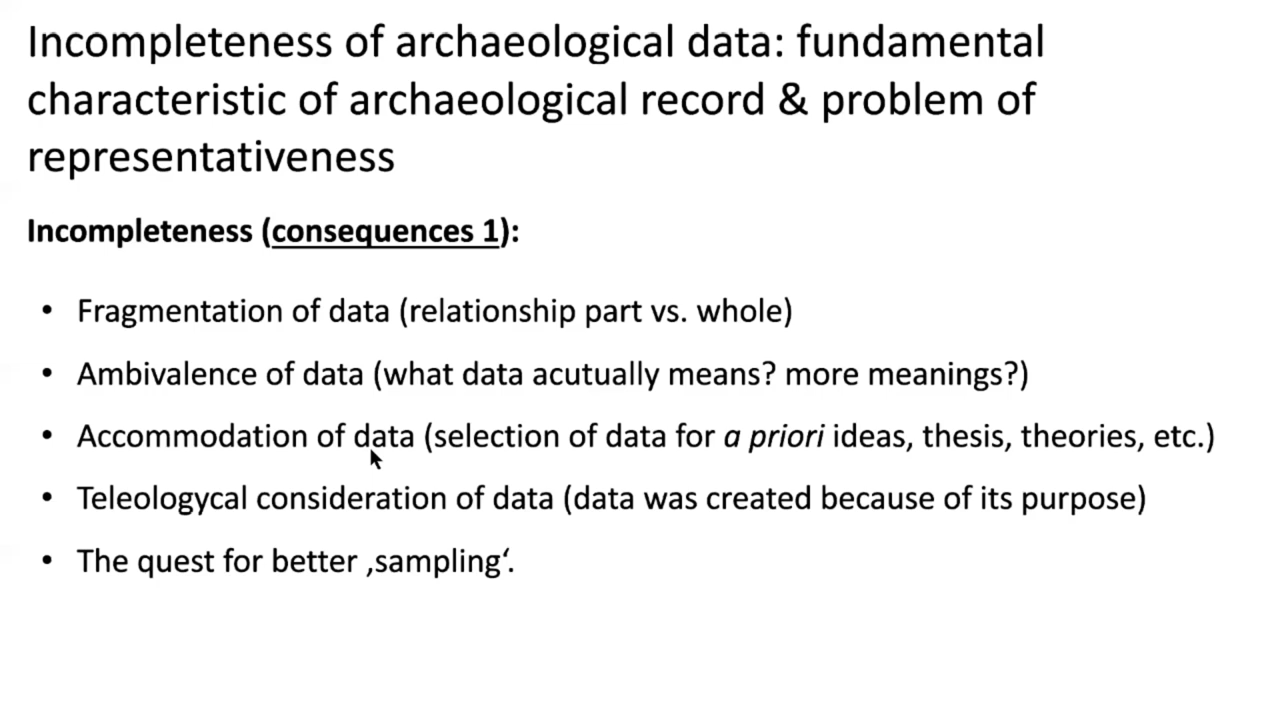 Incompleteness of archaeological data: fundamental
characteristic of archaeological record & problem of
representativeness
Incompleteness (consequences 1):
• Fragmentation of data (relationship part vs. whole)
• Ambivalence of data (what data acutually means? more meanings?)
• Accommodation of data (selection of data for a priori ideas, thesis, theories, etc.)
• Teleologycal consideration of data (data was created because of its purpose)
• The quest for better ‚sampling‘.